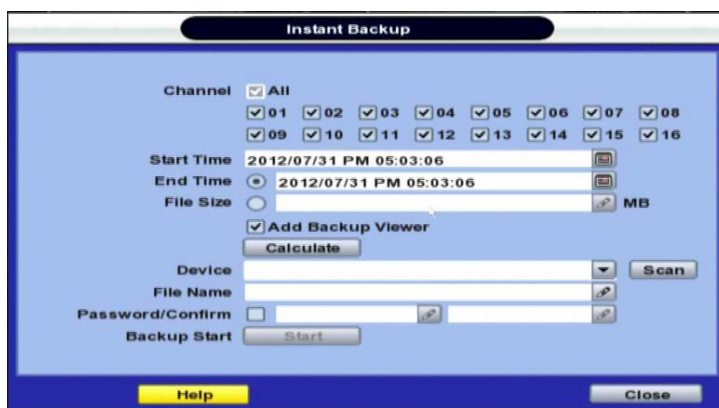 Instant Backup
Channel All
01 02 03 04 05 06 07 08
09 10 11 12 13 14 15 16
Start Time 2012/07/31 PM 05:03:06
End Time 2012/07/31 PM 05:03:06
File Size MB
Add Backup Viewer
Calculate
Device Scan
File Name
Password/Confirm
Backup Start Start
Help Close